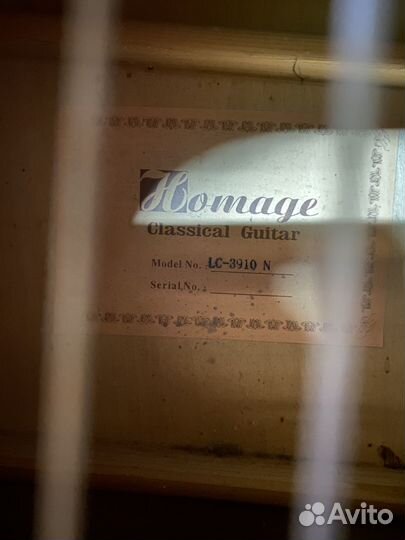 Homage
Classical Guitar
Model No. : LC-3910 N
Serial No. :
Avito